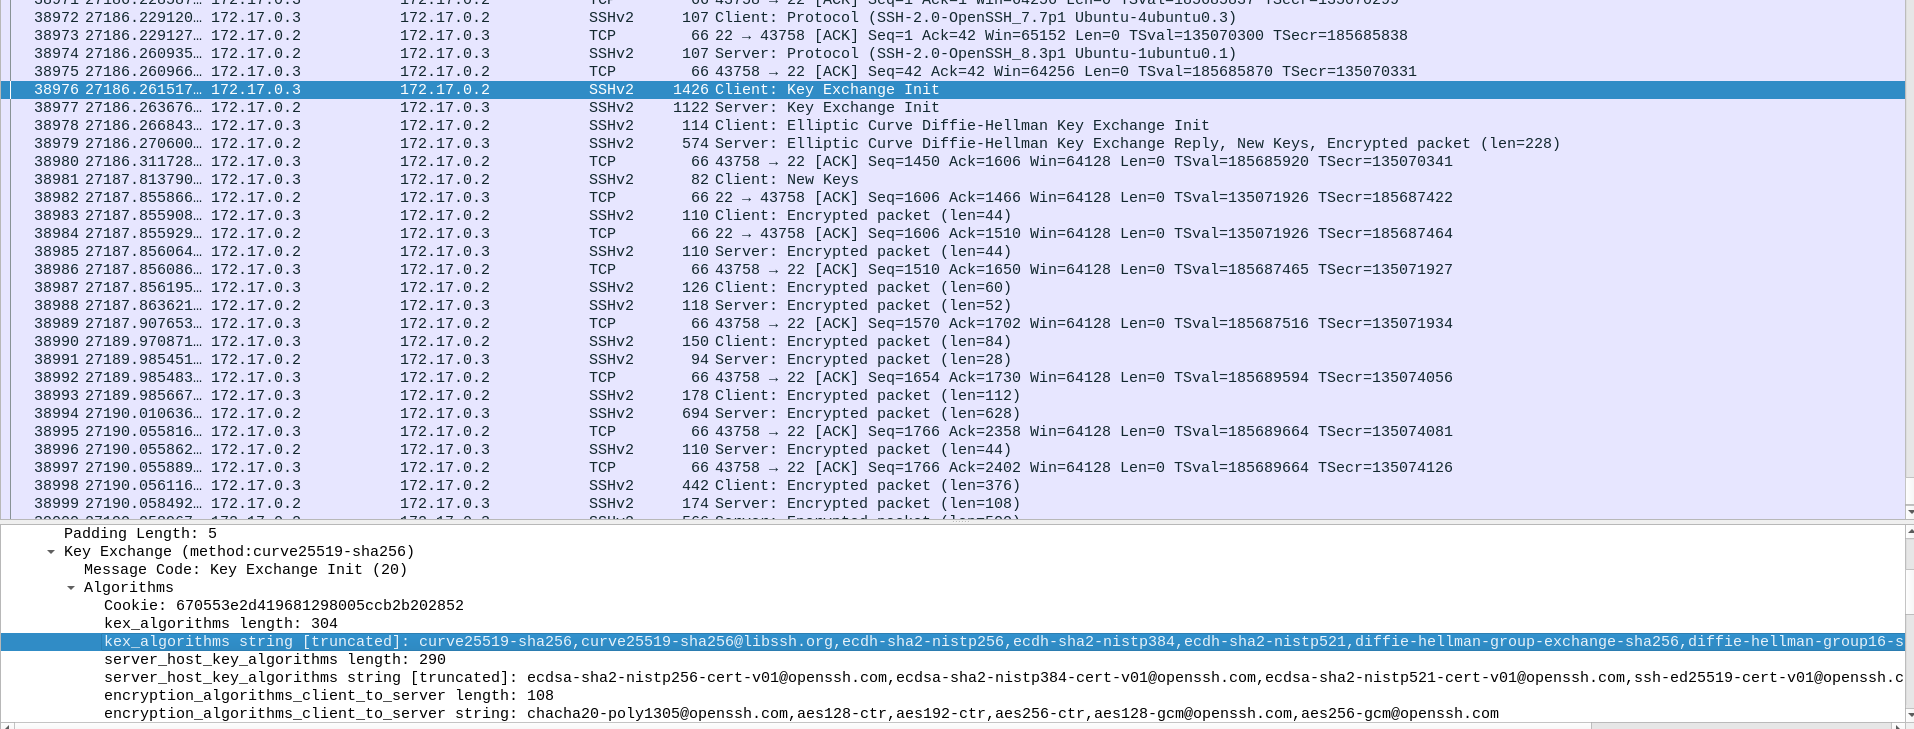 38971 27186.228587… 172.17.0.3 172.17.0.2 TCP 66 43758 → 22 [ACK] Seq=1 Ack=1 Win=64256 Len=0 TSval=185685837 TSecr=135070299
38972 27186.229120… 172.17.0.3 172.17.0.2 SSHv2 107 Client: Protocol (SSH-2.0-OpenSSH_7.7p1 Ubuntu-4ubuntu0.3)
38973 27186.229127… 172.17.0.2 172.17.0.3 TCP 66 22 → 43758 [ACK] Seq=1 Ack=42 Win=65152 Len=0 TSval=135070300 TSecr=185685838
38974 27186.260935… 172.17.0.2 172.17.0.3 SSHv2 107 Server: Protocol (SSH-2.0-OpenSSH_8.3p1 Ubuntu-1ubuntu0.1)
38975 27186.260966… 172.17.0.3 172.17.0.2 TCP 66 43758 → 22 [ACK] Seq=42 Ack=42 Win=64256 Len=0 TSval=185685870 TSecr=135070331
38976 27186.261517… 172.17.0.3 172.17.0.2 SSHv2 1426 Client: Key Exchange Init
38977 27186.263676… 172.17.0.2 172.17.0.3 SSHv2 1122 Server: Key Exchange Init
38978 27186.266843… 172.17.0.3 172.17.0.2 SSHv2 114 Client: Elliptic Curve Diffie-Hellman Key Exchange Init
38979 27186.270600… 172.17.0.2 172.17.0.3 SSHv2 574 Server: Elliptic Curve Diffie-Hellman Key Exchange Reply, New Keys, Encrypted packet (len=228)
38980 27186.311728… 172.17.0.3 172.17.0.2 TCP 66 43758 → 22 [ACK] Seq=1450 Ack=1606 Win=64128 Len=0 TSval=185685920 TSecr=135070341
38981 27187.813790… 172.17.0.3 172.17.0.2 SSHv2 82 Client: New Keys
38982 27187.855866… 172.17.0.2 172.17.0.3 TCP 66 22 → 43758 [ACK] Seq=1606 Ack=1466 Win=64128 Len=0 TSval=135071926 TSecr=185687422
38983 27187.855908… 172.17.0.3 172.17.0.2 SSHv2 110 Client: Encrypted packet (len=44)
38984 27187.855929… 172.17.0.2 172.17.0.3 TCP 66 22 → 43758 [ACK] Seq=1606 Ack=1510 Win=64128 Len=0 TSval=135071926 TSecr=185687464
38985 27187.856064… 172.17.0.2 172.17.0.3 SSHv2 110 Server: Encrypted packet (len=44)
38986 27187.856086… 172.17.0.3 172.17.0.2 TCP 66 43758 → 22 [ACK] Seq=1510 Ack=1650 Win=64128 Len=0 TSval=185687465 TSecr=135071927
38987 27187.856195… 172.17.0.3 172.17.0.2 SSHv2 126 Client: Encrypted packet (len=60)
38988 27187.863621… 172.17.0.2 172.17.0.3 SSHv2 118 Server: Encrypted packet (len=52)
38989 27187.907653… 172.17.0.3 172.17.0.2 TCP 66 43758 → 22 [ACK] Seq=1570 Ack=1702 Win=64128 Len=0 TSval=185687516 TSecr=135071934
38990 27189.970871… 172.17.0.3 172.17.0.2 SSHv2 150 Client: Encrypted packet (len=84)
38991 27189.985451… 172.17.0.2 172.17.0.3 SSHv2 94 Server: Encrypted packet (len=28)
38992 27189.985483… 172.17.0.3 172.17.0.2 TCP 66 43758 → 22 [ACK] Seq=1654 Ack=1730 Win=64128 Len=0 TSval=185689594 TSecr=135074056
38993 27189.985667… 172.17.0.3 172.17.0.2 SSHv2 178 Client: Encrypted packet (len=112)
38994 27190.010636… 172.17.0.2 172.17.0.3 SSHv2 694 Server: Encrypted packet (len=628)
38995 27190.055816… 172.17.0.3 172.17.0.2 TCP 66 43758 → 22 [ACK] Seq=1766 Ack=2358 Win=64128 Len=0 TSval=185689664 TSecr=135074081
38996 27190.055862… 172.17.0.2 172.17.0.3 SSHv2 110 Server: Encrypted packet (len=44)
38997 27190.055889… 172.17.0.3 172.17.0.2 TCP 66 43758 → 22 [ACK] Seq=1766 Ack=2402 Win=64128 Len=0 TSval=185689664 TSecr=135074126
38998 27190.056116… 172.17.0.3 172.17.0.2 SSHv2 442 Client: Encrypted packet (len=376)
38999 27190.058492… 172.17.0.2 172.17.0.3 SSHv2 174 Server: Encrypted packet (len=108)
Padding Length: 5
Key Exchange (method:curve25519-sha256)
Message Code: Key Exchange Init (20)
Algorithms
Cookie: 670553e2d419681298005ccb2b202852
kex_algorithms length: 304
kex_algorithms string [truncated]: curve25519-sha256,curve25519-sha256@libssh.org,ecdh-sha2-nistp256,ecdh-sha2-nistp384,ecdh-sha2-nistp521,diffie-hellman-group-exchange-sha256,diffie-hellman-group16-s
server_host_key_algorithms length: 290
server_host_key_algorithms string [truncated]: ecdsa-sha2-nistp256-cert-v01@openssh.com,ecdsa-sha2-nistp384-cert-v01@openssh.com,ecdsa-sha2-nistp521-cert-v01@openssh.com,ssh-ed25519-cert-v01@openssh.c
encryption_algorithms_client_to_server length: 108
encryption_algorithms_client_to_server string: chacha20-poly1305@openssh.com,aes128-ctr,aes192-ctr,aes256-ctr,aes128-gcm@openssh.com,aes256-gcm@openssh.com